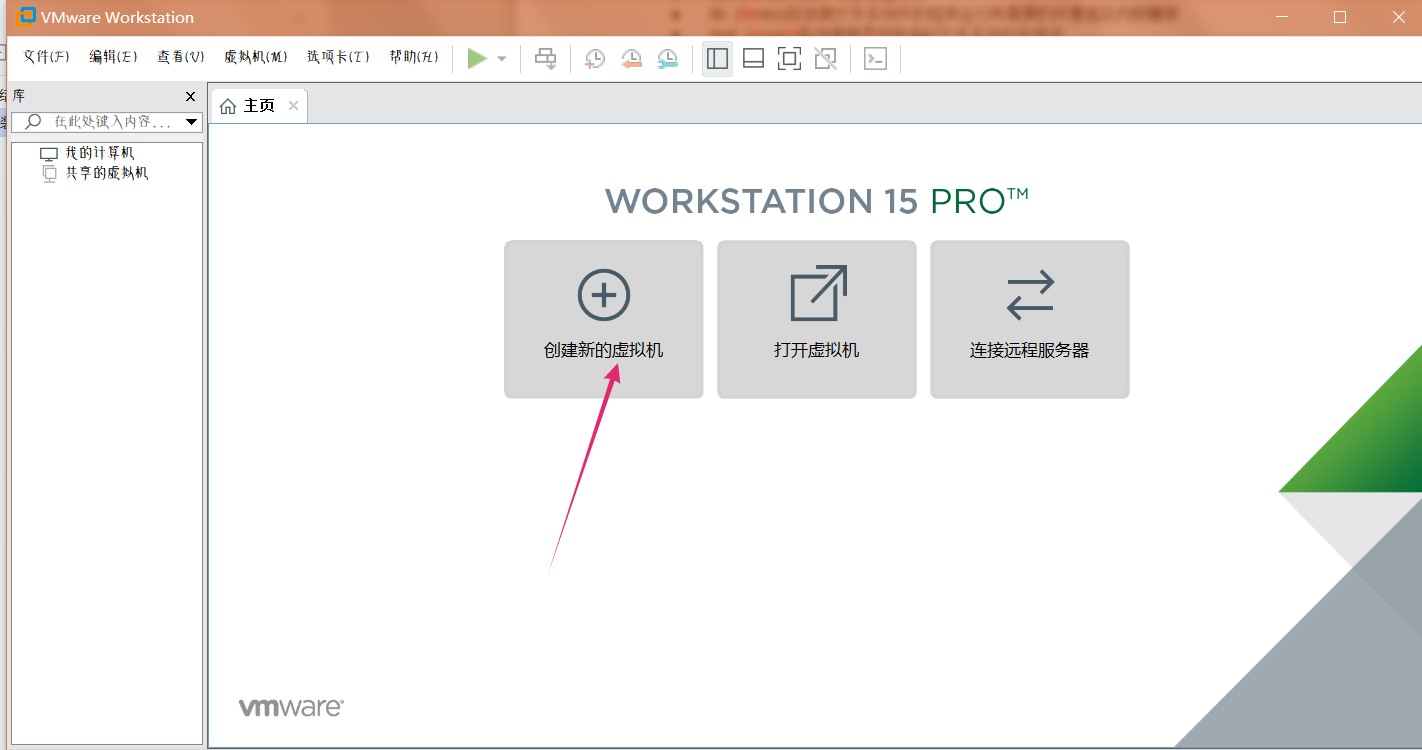 VMware Workstation
文件(F) 编辑(E) 查看(V) 虚拟机(M) 选项卡(T) 帮助(H)
库
主页
在此处键入内容...
我的计算机
共享的虚拟机
WORKSTATION 15 PRO™
创建新的虚拟机 打开虚拟机 连接远程服务器
vmware®